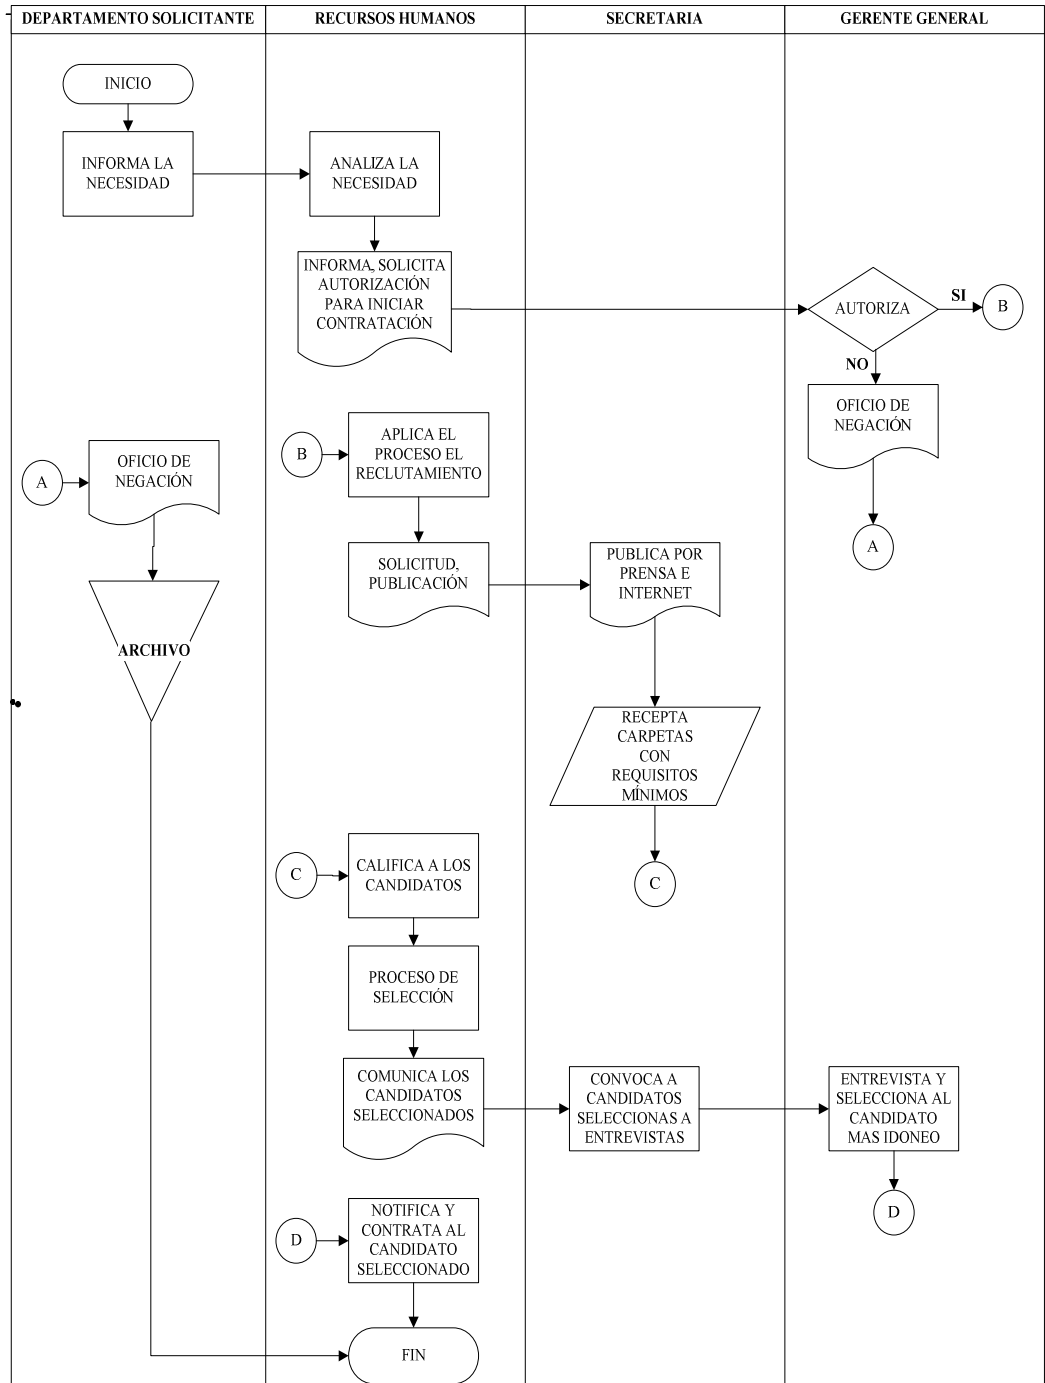 DEPARTAMENTO SOLICITANTE
RECURSOS HUMANOS
SECRETARIA
GERENTE GENERAL
INICIO
INFORMA LA
NECESIDAD
ANALIZA LA
NECESIDAD
INFORMA, SOLICITA
AUTORIZACIÓN
PARA INICIAR
CONTRATACIÓN
AUTORIZA
SI
B
NO
OFICIO DE
NEGACIÓN
A
B
APLICA EL
PROCESO EL
RECLUTAMIENTO
A
OFICIO DE
NEGACIÓN
ARCHIVO
SOLICITUD,
PUBLICACIÓN
PUBLICA POR
PRENSA E
INTERNET
RECEPTA
CARPETAS
CON
REQUISITOS
MÍNIMOS
C
C
CALIFICA A LOS
CANDIDATOS
PROCESO DE
SELECCIÓN
COMUNICA LOS
CANDIDATOS
SELECCIONADOS
CONVOCA A
CANDIDATOS
SELECCIONAS A
ENTREVISTAS
ENTREVISTA Y
SELECCIONA AL
CANDIDATO
MAS IDONEO
D
D
NOTIFICA Y
CONTRATA AL
CANDIDATO
SELECCIONADO
FIN